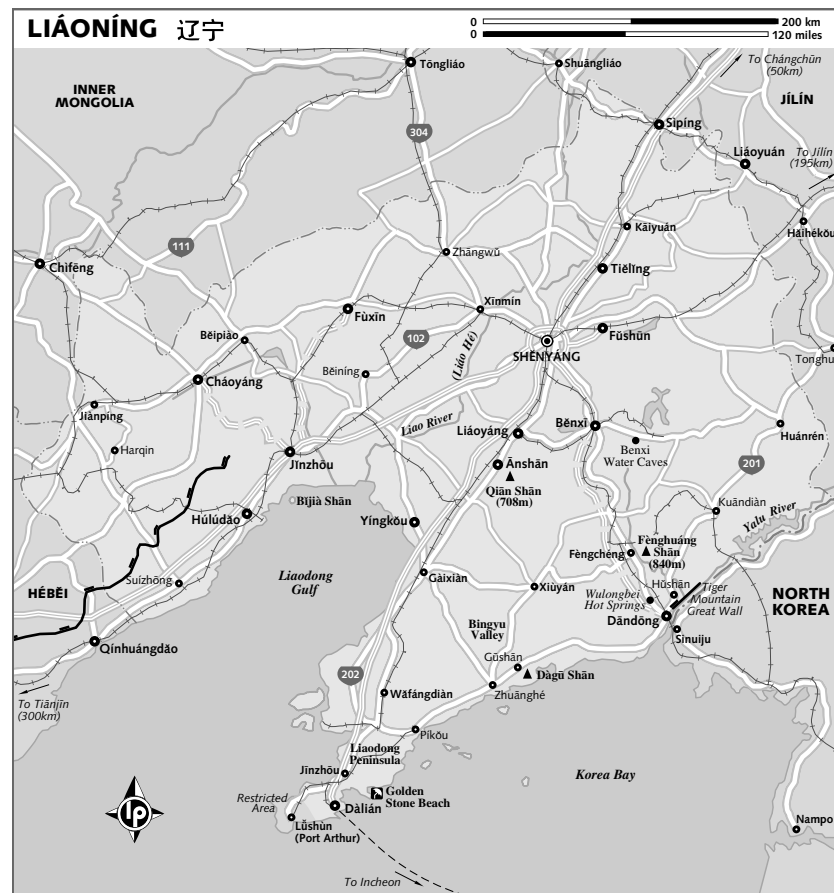 LIÁONÍNG 辽宁
0 200 km
0 120 miles
To Chángchūn
(50km)
Tōngliáo
Shuāngliáo
INNER
MONGOLIA
JÍLÍN
Sìpíng
304
Liáoyuán
To Jílín
(195km)
Kāiyuán
Hǎihékǒu
111
Zhāngwǔ
Chìfēng
Tiělǐng
Xīnmín
Fùxīn
Běipiào
102
(Liáo Hé)
Fǔshùn
SHĚNYÁNG
Tonghu
Běiníng
Cháoyáng
Jiànpíng
Liao River
Liáoyáng
Běnxī
Huánrén
Harqin
Benxi
Water Caves
Jīnzhōu
Ānshān
201
Qiān Shān
(708m)
Bǐjià Shān
Kuāndiàn
Yalu River
Húlúdǎo
Yíngkǒu
Fènghuáng
Shān
(840m)
Fèngchéng
Gàixiàn
Suízhōng
HÉBĚI
Liaodong
Gulf
Xiùyán
Hǔshān
Wulongbei
Hot Springs
Tiger
Mountain
Great Wall
NORTH
KOREA
Dāndōng
Sinuiju
Bingyu
Valley
Qínhuángdǎo
Gūshān
Dàgū Shān
202
Zhuānghé
Wǎfángdiàn
To Tiānjīn
(300km)
Píkǒu
Liaodong
Peninsula
Jīnzhōu
Korea Bay
Golden
Stone Beach
Restricted
Area
Dàlián
lp
Lǚshùn
(Port Arthur)
Nampo
To Incheon